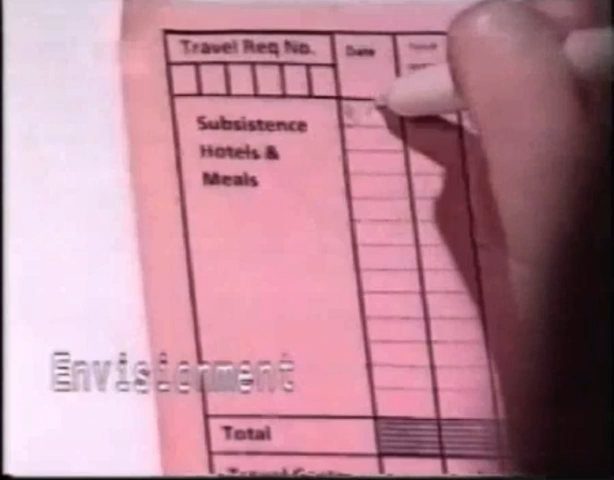 Travel Req No.
Date
Subsistence
Hotels &
Meals
Envisionment
Total